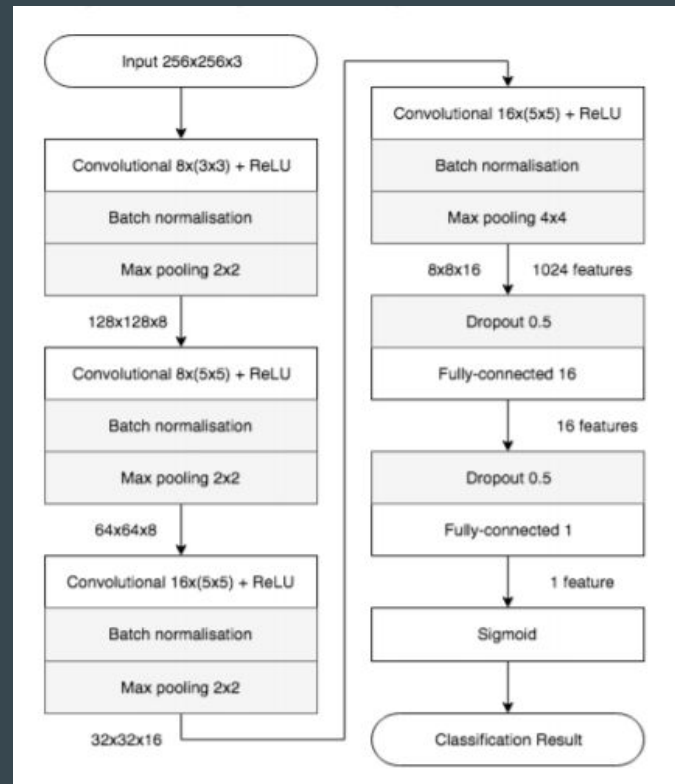 Input 256x256x3
Convolutional 8x(3x3) + ReLU
Batch normalisation
Max pooling 2x2
128x128x8
Convolutional 8x(5x5) + ReLU
Batch normalisation
Max pooling 2x2
64x64x8
Convolutional 16x(5x5) + ReLU
Batch normalisation
Max pooling 2x2
32x32x16
Convolutional 16x(5x5) + ReLU
Batch normalisation
Max pooling 4x4
8x8x16 1024 features
Dropout 0.5
Fully-connected 16
16 features
Dropout 0.5
Fully-connected 1
1 feature
Sigmoid
Classification Result